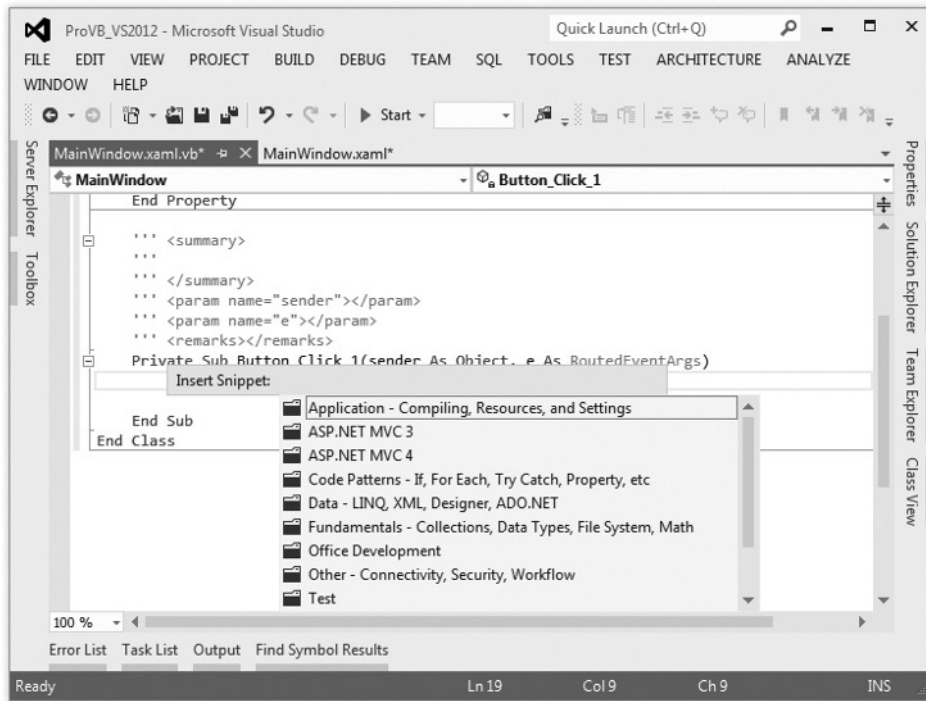 ProVB_VS2012 - Microsoft Visual Studio
Quick Launch (Ctrl+Q)
FILE EDIT VIEW PROJECT BUILD DEBUG TEAM SQL TOOLS TEST ARCHITECTURE ANALYZE
WINDOW HELP
Start
Server Explorer
Toolbox
MainWindow.xaml.vb* MainWindow.xaml*
MainWindow Button_Click_1
End Property
''' <summary>
'''
''' </summary>
''' <param name="sender"></param>
''' <param name="e"></param>
''' <remarks></remarks>
Private Sub Button_Click_1(sender As Object, e As RoutedEventArgs)
Insert Snippet:
Application - Compiling, Resources, and Settings
ASP.NET MVC 3
ASP.NET MVC 4
Code Patterns - If, For Each, Try Catch, Property, etc
Data - LINQ, XML, Designer, ADO.NET
Fundamentals - Collections, Data Types, File System, Math
Office Development
Other - Connectivity, Security, Workflow
Test
End Sub
End Class
Properties
Solution Explorer
Team Explorer
Class View
100 %
Error List Task List Output Find Symbol Results
Ready Ln 19 Col 9 Ch 9 INS